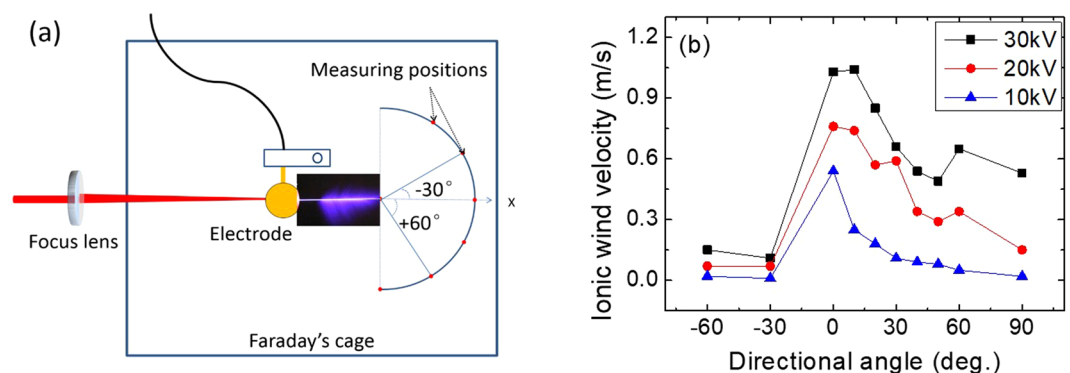 (a)
Measuring positions
-30°
x
+60°
Focus lens
Electrode
Faraday's cage
(b)
30kV
20kV
10kV
Ionic wind velocity (m/s)
1.2
0.9
0.6
0.3
0.0
-60 -30 0 30 60 90
Directional angle (deg.)